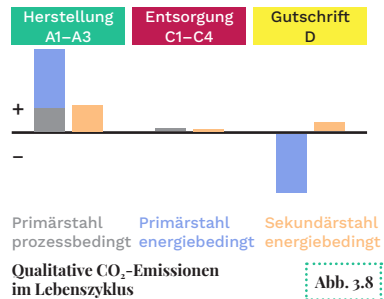 Herstellung Entsorgung Gutschrift
A1–A3 C1–C4 D
+
–
Primärstahl Primärstahl Sekundärstahl
prozessbedingt energiebedingt energiebedingt
Qualitative CO₂-Emissionen
im Lebenszyklus
Abb. 3.8